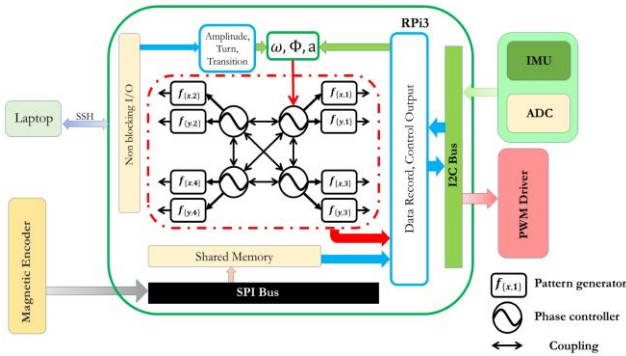 RPi3
Amplitude,
Turn,
Transition
ω, Φ, a
IMU
ADC
Laptop
SSH
Non blocking I/O
f{x,2}
f{y,2}
f{x,1}
f{y,1}
f{x,4}
f{y,4}
f{x,3}
f{y,3}
Data Record, Control Output
I2C Bus
PWM Driver
Magnetic Encoder
Shared Memory
SPI Bus
f{x,1}
Pattern generator
Phase controller
Coupling